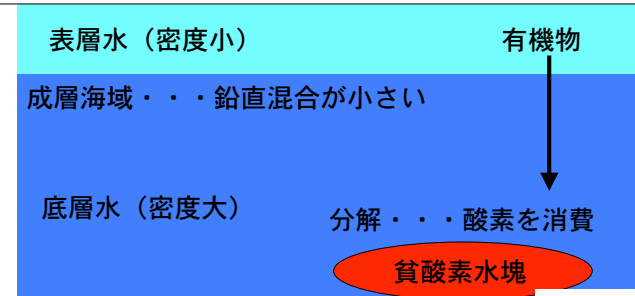 表層水（密度小）
有機物
成層海域・・・鉛直混合が小さい
底層水（密度大）
分解・・・酸素を消費
貧酸素水塊